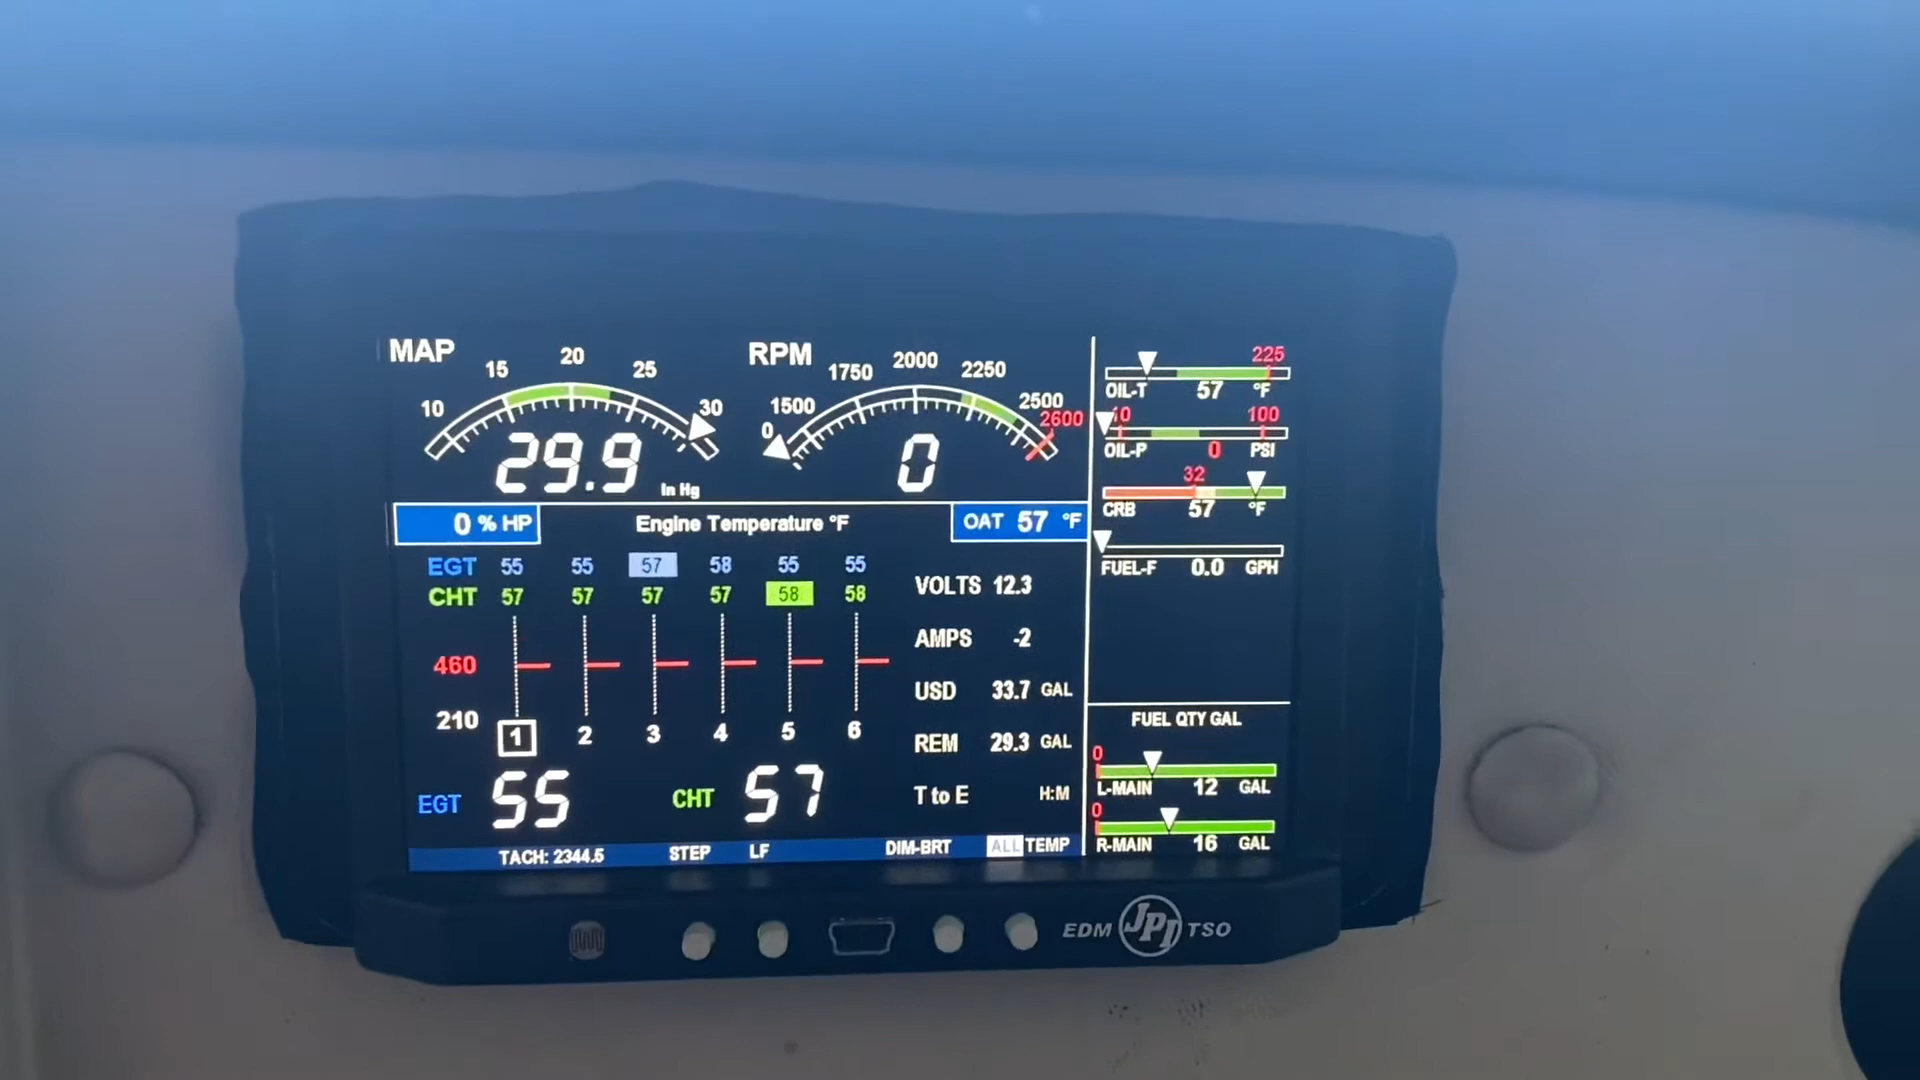 MAP
10 15 20 25 30
29.9 In Hg
RPM
0 1500 1750 2000 2250 2500 2600
0
225
OIL-T 57 °F
10 100
OIL-P 0 PSI
32
CRB 57 °F
FUEL-F 0.0 GPH
0 % HP Engine Temperature °F OAT 57 °F
EGT 55 55 57 58 55 55
CHT 57 57 57 57 58 58
460
210
1 2 3 4 5 6
EGT 55 CHT 57
VOLTS 12.3
AMPS -2
USD 33.7 GAL
REM 29.3 GAL
T to E H:M
FUEL QTY GAL
0
L-MAIN 12 GAL
0
R-MAIN 16 GAL
TACH: 2344.5 STEP LF DIM-BRT ALL TEMP
EDM JPI TSO